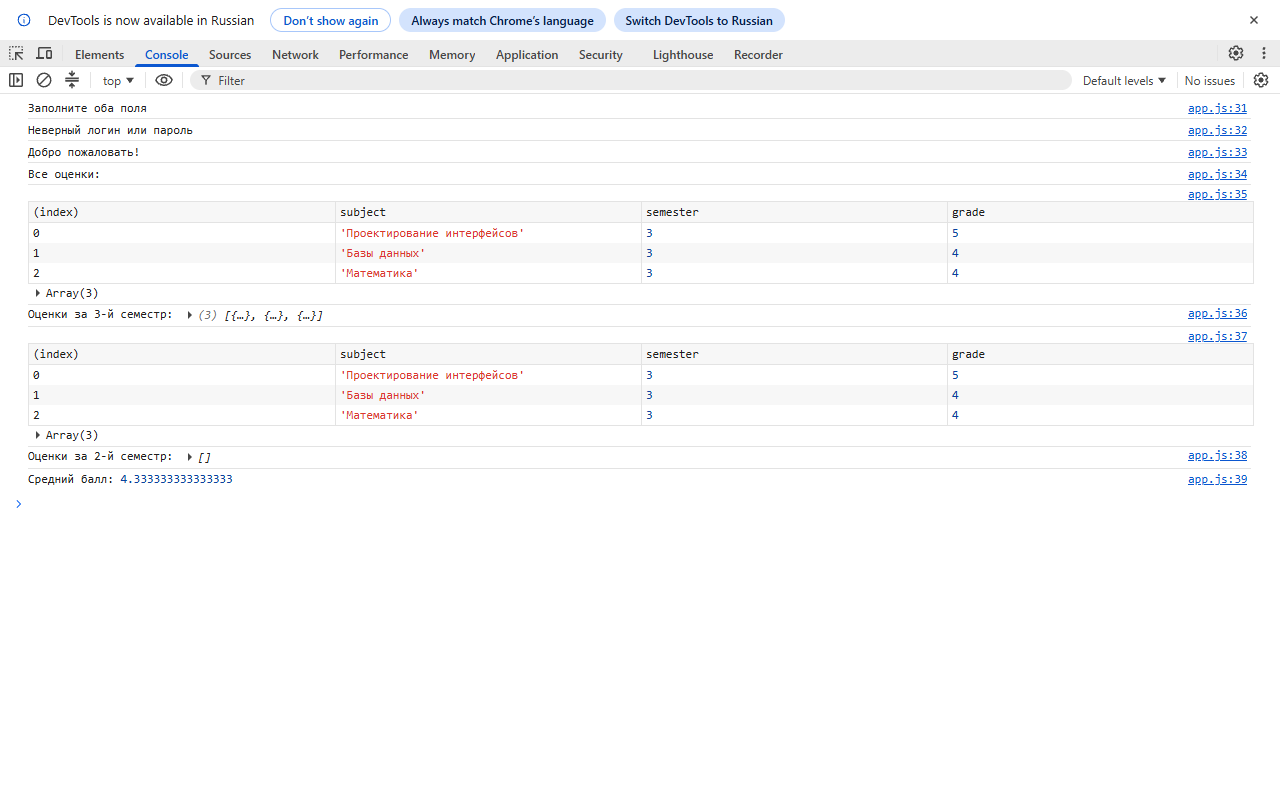 DevTools is now available in Russian Don't show again Always match Chrome's language Switch DevTools to Russian
Elements Console Sources Network Performance Memory Application Security Lighthouse Recorder
top Filter Default levels No issues
Заполните оба поля app.js:31
Неверный логин или пароль app.js:32
Добро пожаловать! app.js:33
Все оценки: app.js:34
app.js:35
(index) subject semester grade
0 'Проектирование интерфейсов' 3 5
1 'Базы данных' 3 4
2 'Математика' 3 4
Array(3)
Оценки за 3-й семестр: (3) [{…}, {…}, {…}] app.js:36
app.js:37
(index) subject semester grade
0 'Проектирование интерфейсов' 3 5
1 'Базы данных' 3 4
2 'Математика' 3 4
Array(3)
Оценки за 2-й семестр: [] app.js:38
Средний балл: 4.333333333333333 app.js:39